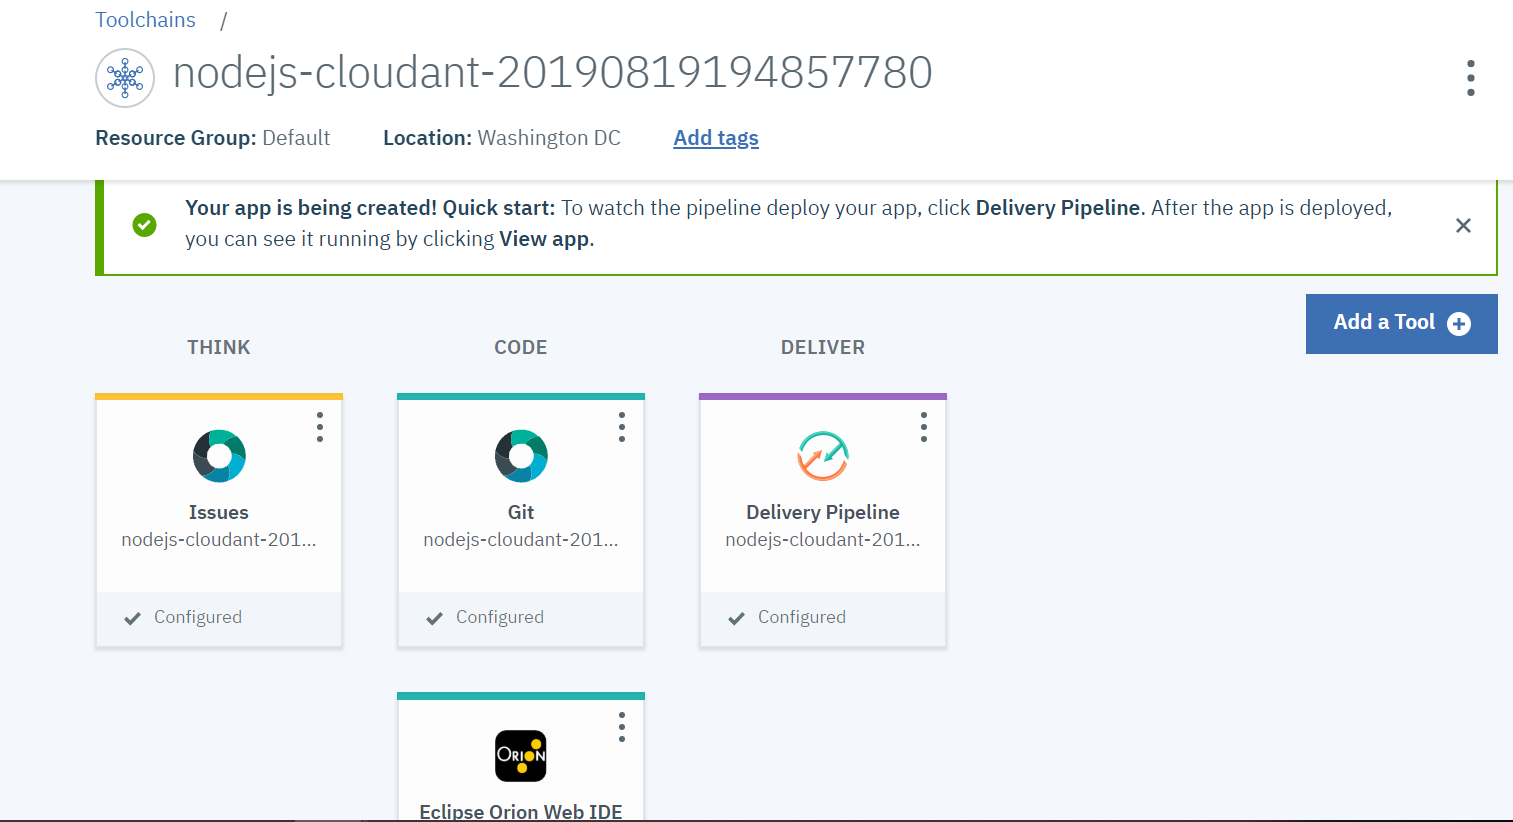 Toolchains /
nodejs-cloudant-20190819194857780
Resource Group: Default Location: Washington DC Add tags
Your app is being created! Quick start: To watch the pipeline deploy your app, click Delivery Pipeline. After the app is deployed,
you can see it running by clicking View app.
Add a Tool
THINK CODE DELIVER
Issues
nodejs-cloudant-201...
Configured
Git
nodejs-cloudant-201...
Configured
Delivery Pipeline
nodejs-cloudant-201...
Configured
ORION
Eclipse Orion Web IDE